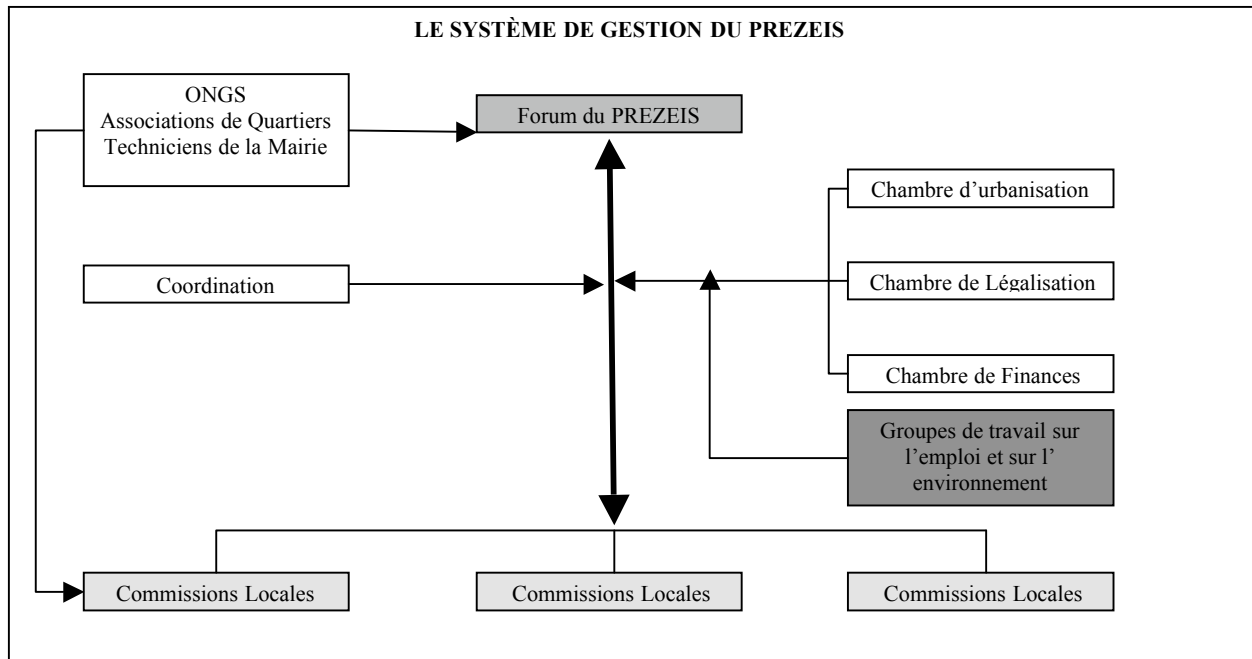 LE SYSTÈME DE GESTION DU PREZEIS
ONGS
Associations de Quartiers
Techniciens de la Mairie
Forum du PREZEIS
Chambre d’urbanisation
Coordination
Chambre de Légalisation
Chambre de Finances
Groupes de travail sur
l’emploi et sur l’
environnement
Commissions Locales
Commissions Locales
Commissions Locales